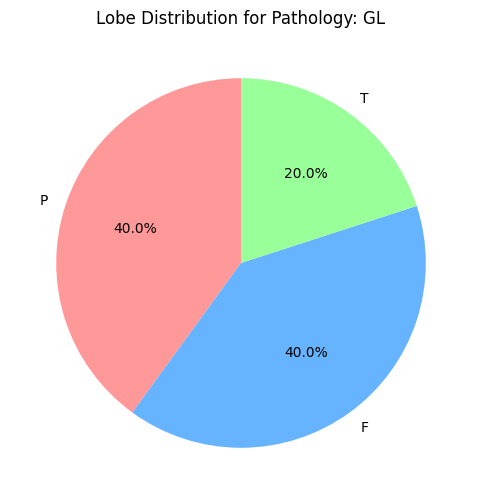 Lobe Distribution for Pathology: GL
T
20.0%
P
40.0%
40.0%
F